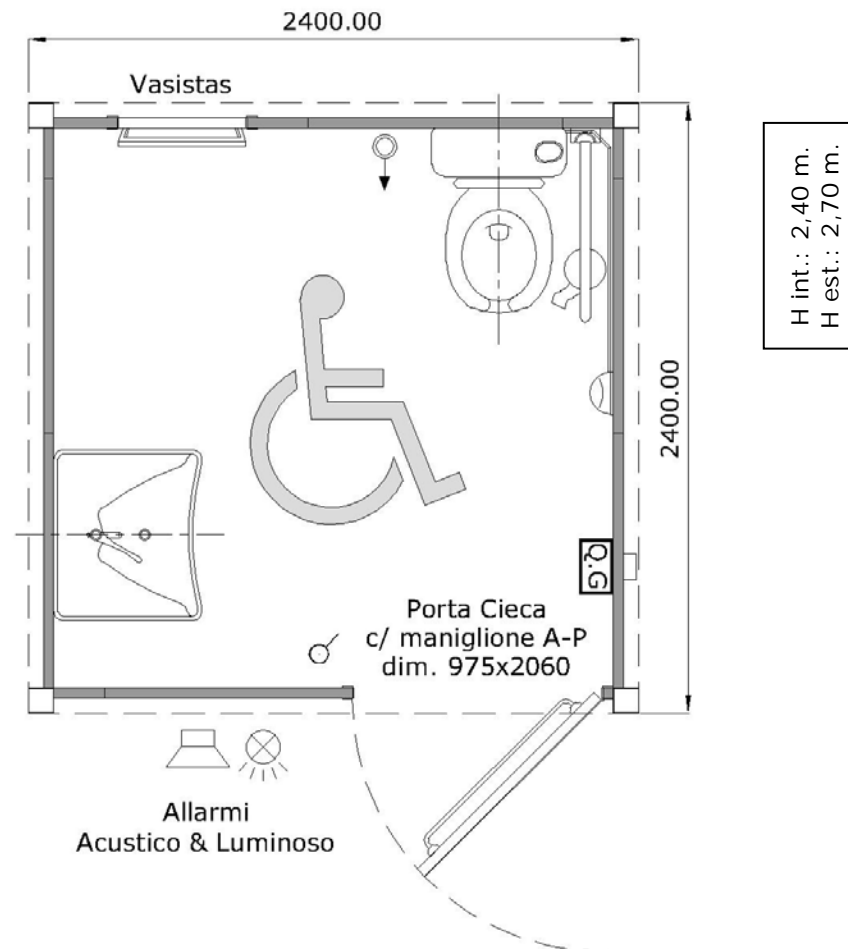 2400.00
Vasistas
H int.: 2,40 m.
H est.: 2,70 m.
2400.00
Q.G
Porta Cieca
c/ maniglione A-P
dim. 975x2060
Allarmi
Acustico & Luminoso